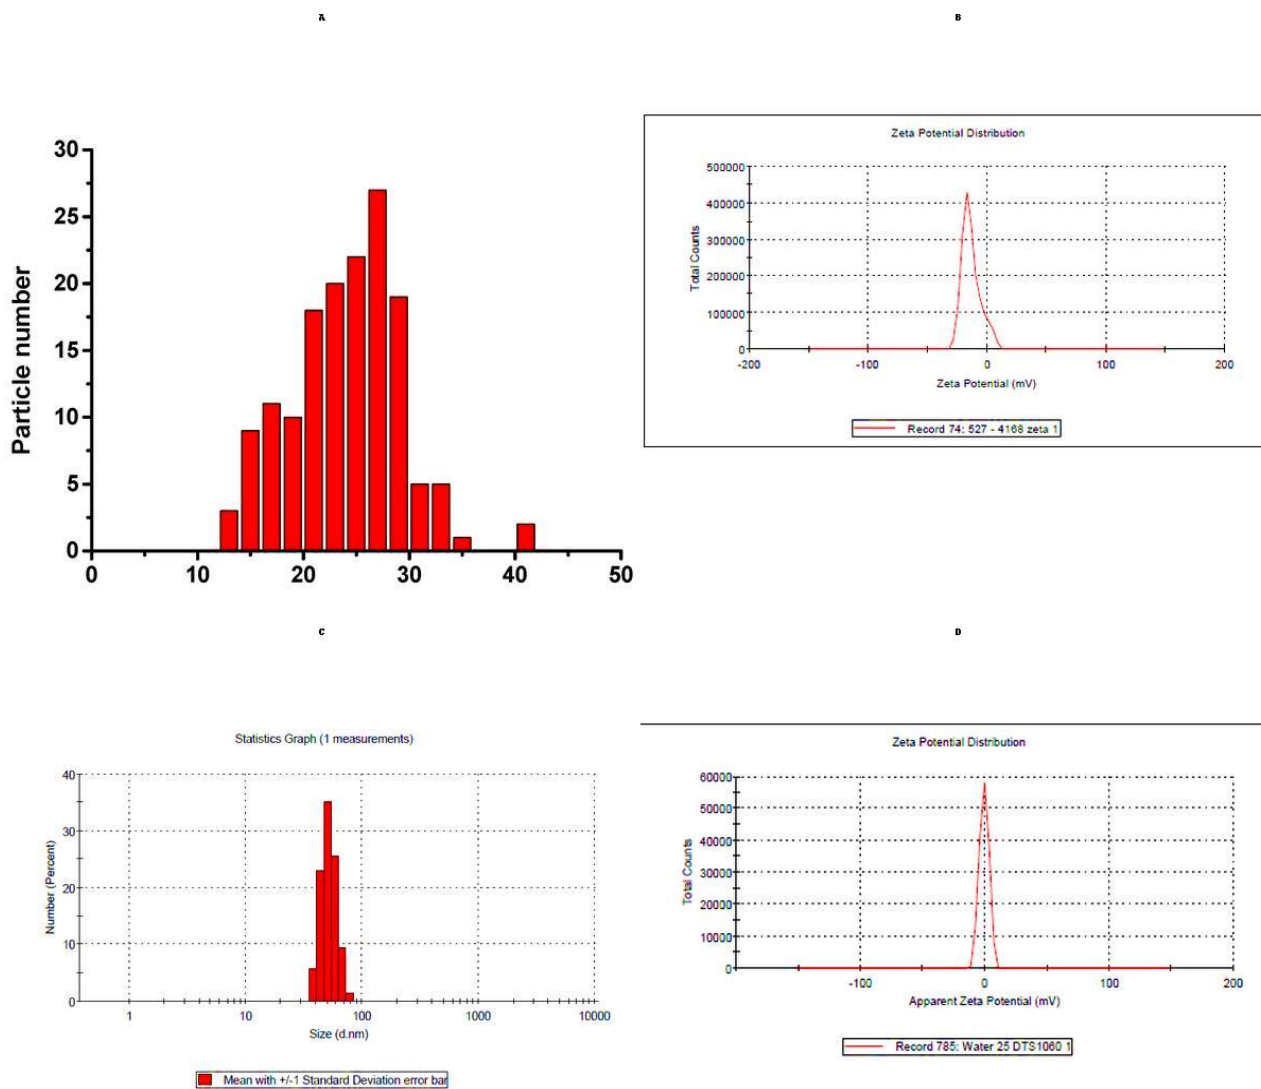 A
B
30
25
20
15
10
5
0
Particle number
0 10 20 30 40 50
Zeta Potential Distribution
500000
400000
300000
200000
100000
0
Total Counts
-200 -100 0 100 200
Zeta Potential (mV)
Record 74: 527 - 4168 zeta 1
C
D
Statistics Graph (1 measurements)
40
30
20
10
0
Number (Percent)
1 10 100 1000 10000
Size (d.nm)
Mean with +/-1 Standard Deviation error bar
Zeta Potential Distribution
60000
50000
40000
30000
20000
10000
0
Total Counts
-100 0 100 200
Apparent Zeta Potential (mV)
Record 785: Water 25 DTS1060 1